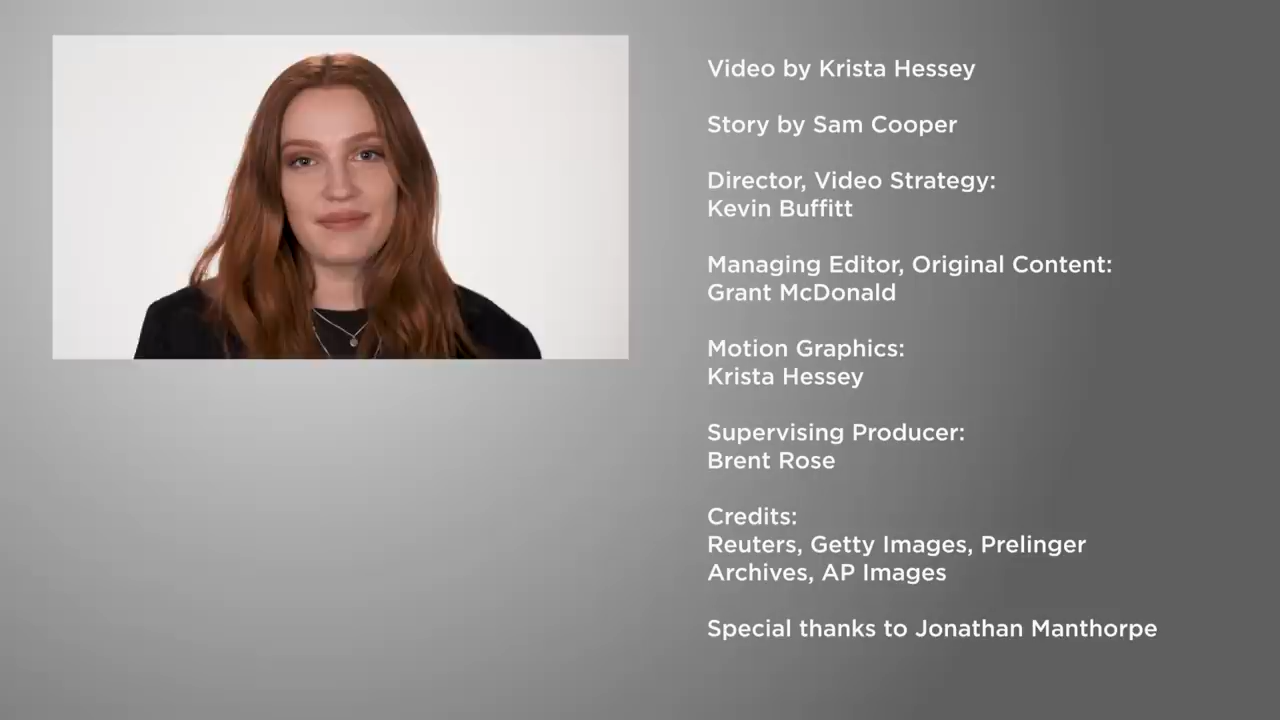 Video by Krista Hessey
Story by Sam Cooper
Director, Video Strategy:
Kevin Buffitt
Managing Editor, Original Content:
Grant McDonald
Motion Graphics:
Krista Hessey
Supervising Producer:
Brent Rose
Credits:
Reuters, Getty Images, Prelinger
Archives, AP Images
Special thanks to Jonathan Manthorpe